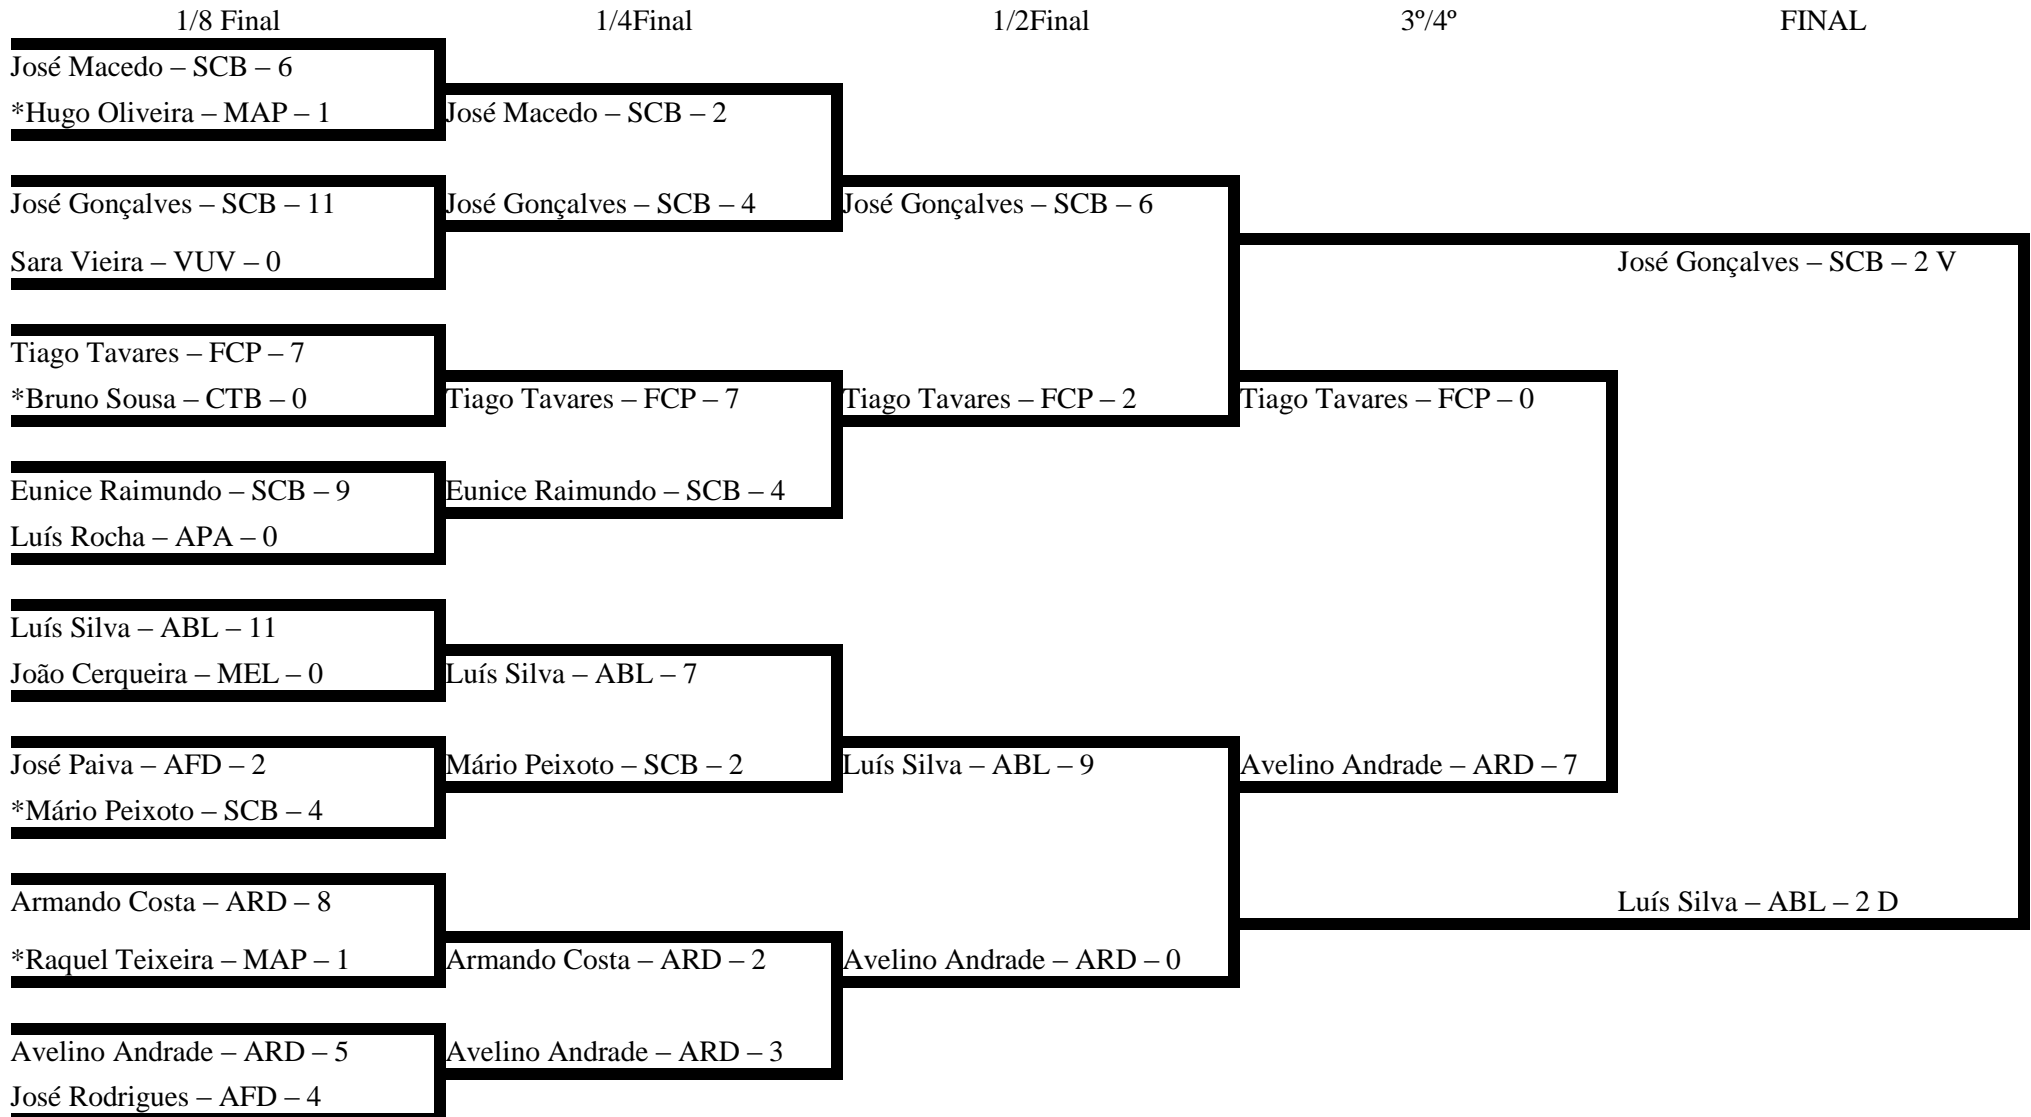 1/8 Final
1/4Final
1/2Final
3º/4º
FINAL
José Macedo – SCB – 6
*Hugo Oliveira – MAP – 1
José Macedo – SCB – 2
José Gonçalves – SCB – 11
José Gonçalves – SCB – 4
José Gonçalves – SCB – 6
Sara Vieira – VUV – 0
José Gonçalves – SCB – 2 V
Tiago Tavares – FCP – 7
*Bruno Sousa – CTB – 0
Tiago Tavares – FCP – 7
Tiago Tavares – FCP – 2
Tiago Tavares – FCP – 0
Eunice Raimundo – SCB – 9
Eunice Raimundo – SCB – 4
Luís Rocha – APA – 0
Luís Silva – ABL – 11
João Cerqueira – MEL – 0
Luís Silva – ABL – 7
José Paiva – AFD – 2
Mário Peixoto – SCB – 2
Luís Silva – ABL – 9
Avelino Andrade – ARD – 7
*Mário Peixoto – SCB – 4
Armando Costa – ARD – 8
Luís Silva – ABL – 2 D
*Raquel Teixeira – MAP – 1
Armando Costa – ARD – 2
Avelino Andrade – ARD – 0
Avelino Andrade – ARD – 5
Avelino Andrade – ARD – 3
José Rodrigues – AFD – 4